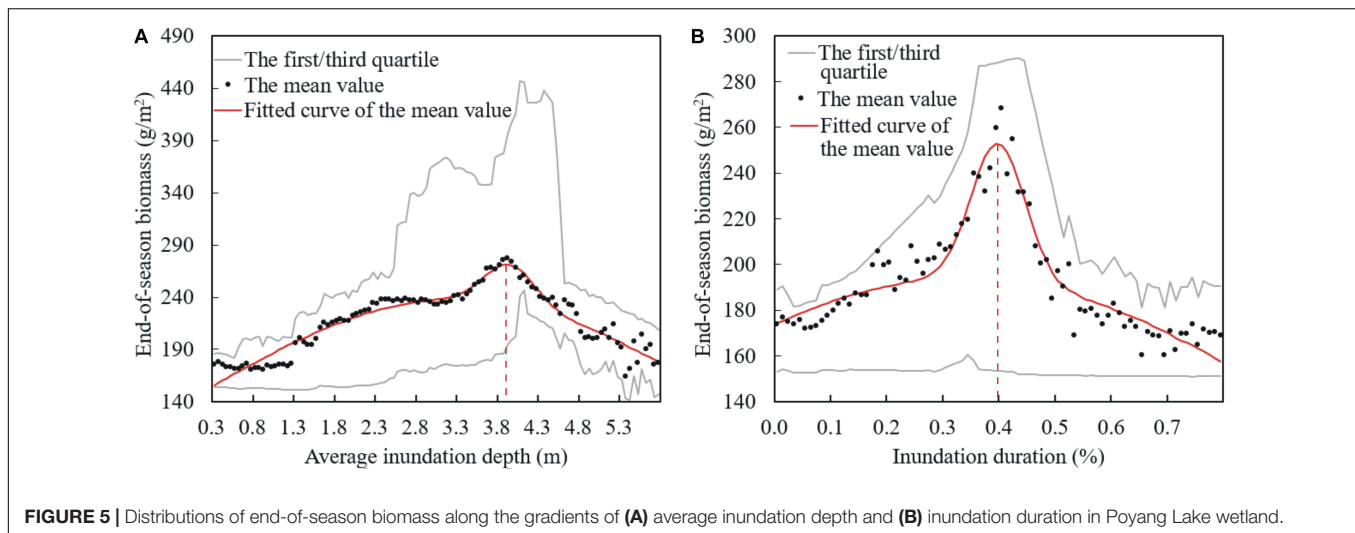 A
490
440
390
340
290
240
190
140
End-of-season biomass (g/m²)
The first/third quartile
The mean value
Fitted curve of the mean value
0.3 0.8 1.3 1.8 2.3 2.8 3.3 3.8 4.3 4.8 5.3
Average inundation depth (m)
B
300
280
260
240
220
200
180
160
140
End-of-season biomass (g/m²)
The first/third
quartile
The mean value
Fitted curve of
the mean value
0.0 0.1 0.2 0.3 0.4 0.5 0.6 0.7
Inundation duration (%)
FIGURE 5 | Distributions of end-of-season biomass along the gradients of (A) average inundation depth and (B) inundation duration in Poyang Lake wetland.